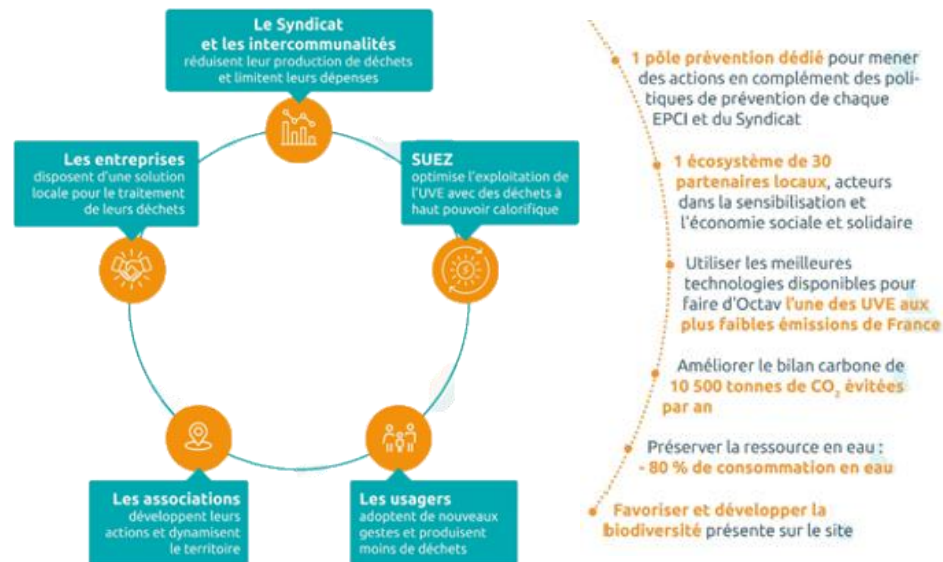 Le Syndicat
et les intercommunalités
réduisent leur production de déchets
et limitent leurs dépenses
Les entreprises
disposent d'une solution
locale pour le traitement
de leurs déchets
SUEZ
optimise l'exploitation de
l'UVE avec des déchets à
haut pouvoir calorifique
Les associations
développent leurs
actions et dynamisent
le territoire
Les usagers
adoptent de nouveaux
gestes et produisent
moins de déchets
1 pôle prévention dédié pour mener
des actions en complément des poli-
tiques de prévention de chaque
EPCI et du Syndicat
1 écosystème de 30
partenaires locaux, acteurs
dans la sensibilisation et
l'économie sociale et solidaire
Utiliser les meilleures
technologies disponibles pour
faire d'Octav l'une des UVE aux
plus faibles émissions de France
Améliorer le bilan carbone de
10 500 tonnes de CO₂ évitées
par an
Préserver la ressource en eau :
- 80 % de consommation en eau
Favoriser et développer la
biodiversité présente sur le site